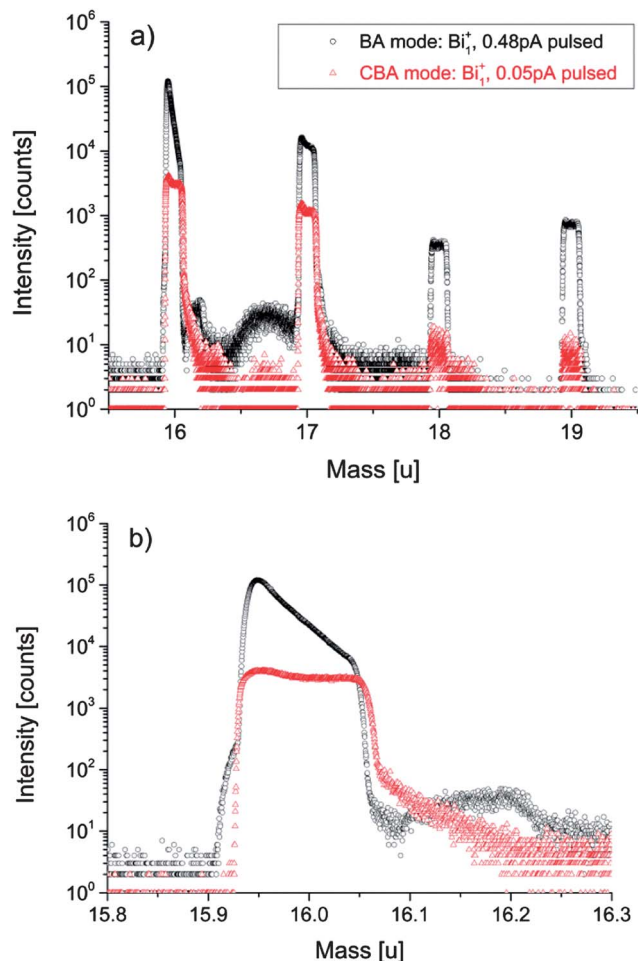 a)
○ BA mode: Bi₁⁺, 0.48pA pulsed
△ CBA mode: Bi₁⁺, 0.05pA pulsed
Intensity [counts]
10⁶
10⁵
10⁴
10³
10²
10¹
10⁰
16 17 18 19
Mass [u]
b)
Intensity [counts]
10⁶
10⁵
10⁴
10³
10²
10¹
10⁰
15.8 15.9 16.0 16.1 16.2 16.3
Mass [u]